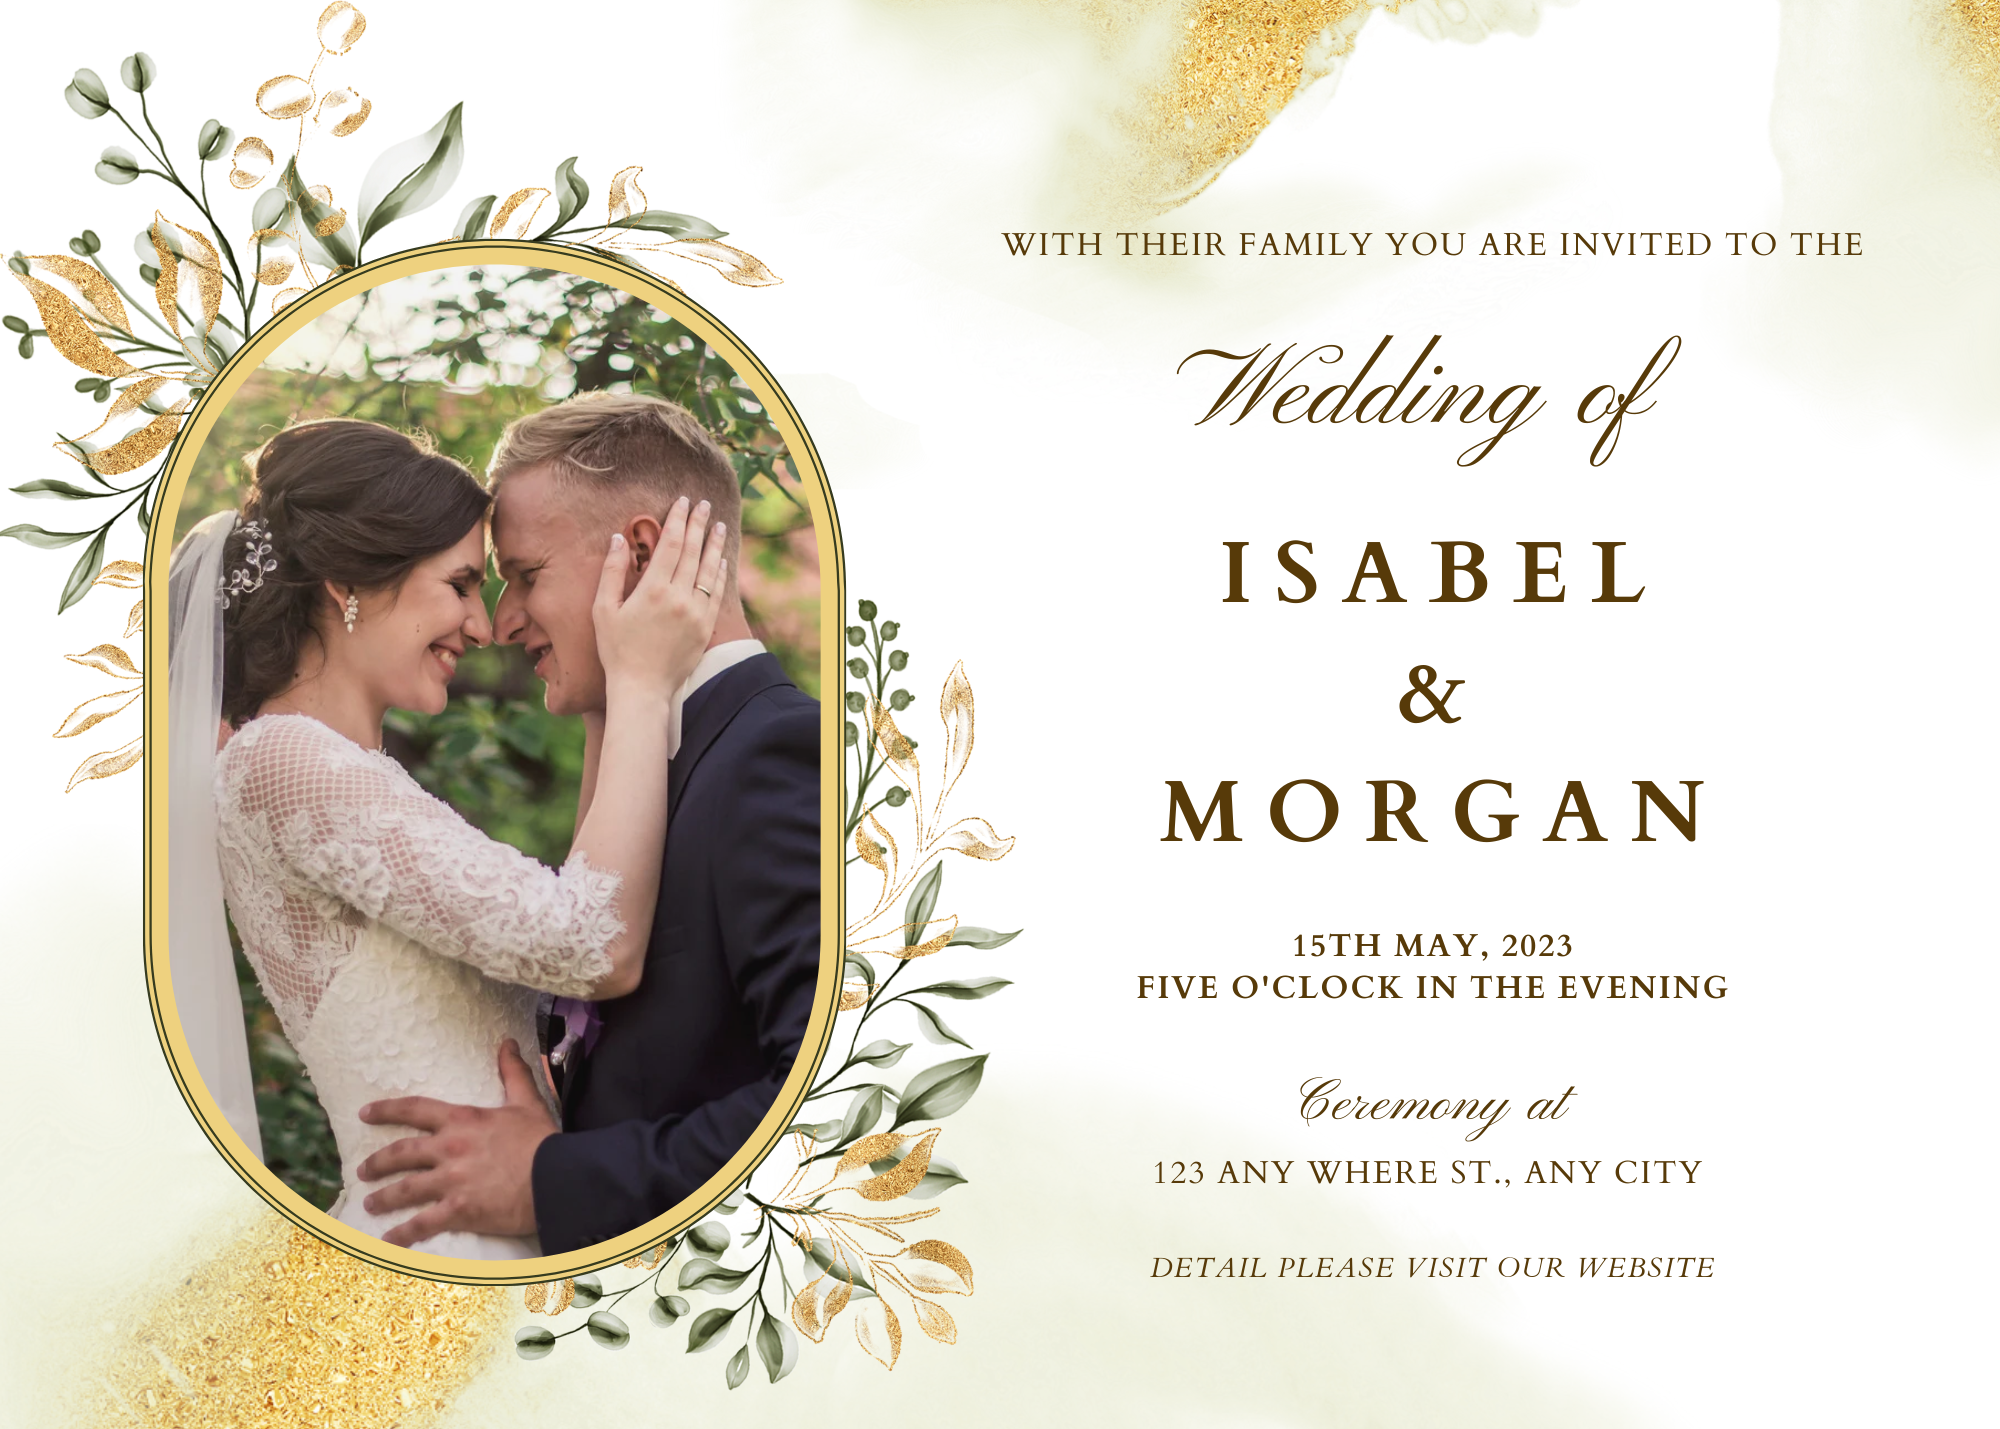 WITH THEIR FAMILY YOU ARE INVITED TO THE
Wedding of
ISABEL
&
MORGAN
15TH MAY, 2023
FIVE O'CLOCK IN THE EVENING
Ceremony at
123 ANY WHERE ST., ANY CITY
DETAIL PLEASE VISIT OUR WEBSITE